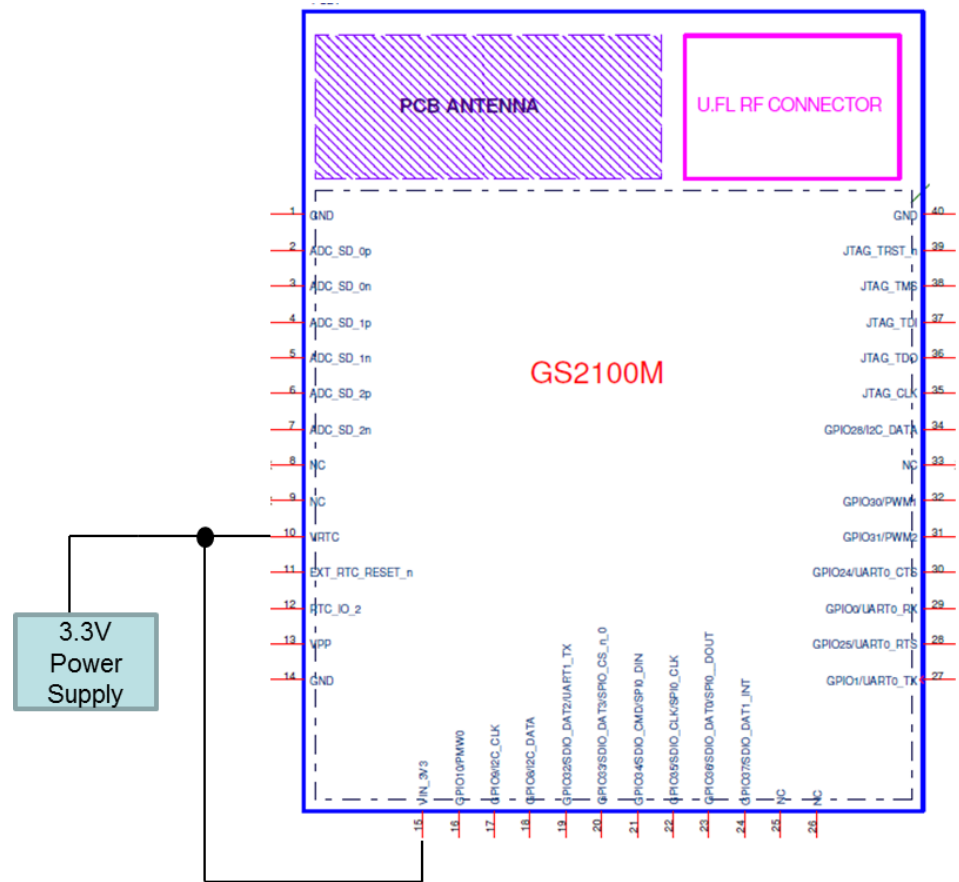 PCB ANTENNA
U.FL RF CONNECTOR
GS2100M
1 GND
2 ADC_SD_0p
3 ADC_SD_0n
4 ADC_SD_1p
5 ADC_SD_1n
6 ADC_SD_2p
7 ADC_SD_2n
8 NC
9 NC
10 VRTC
11 EXT_RTC_RESET_n
12 RTC_IO_2
13 VPP
14 GND
3.3V
Power
Supply
GND 40
JTAG_TRST_n 39
JTAG_TMS 38
JTAG_TDI 37
JTAG_TDO 36
JTAG_CLK 35
GPIO28/I2C_DATA 34
NC 33
GPIO30/PWM1 32
GPIO31/PWM2 31
GPIO24/UART0_CTS 30
GPIO0/UART0_RX 29
GPIO25/UART0_RTS 28
GPIO1/UART0_TX 27
15 VIN_3V3
16 GPIO10/PMW0
17 GPIO9/I2C_CLK
18 GPIO8/I2C_DATA
19 GPIO32/SDIO_DAT2/UART1_TX
20 GPIO33/SDIO_DAT3/SPI0_CS_n_0
21 GPIO34/SDIO_CMD/SPI0_DIN
22 GPIO35/SDIO_CLK/SPI0_CLK
23 GPIO36/SDIO_DAT0/SPI0__DOUT
24 GPIO37/SDIO_DAT1_INT
25 NC
26 NC